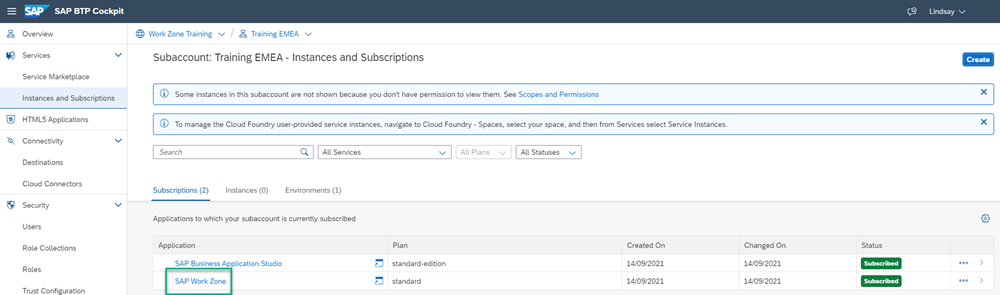 SAP SAP BTP Cockpit Lindsay
Overview
Services
Service Marketplace
Instances and Subscriptions
HTML5 Applications
Connectivity
Destinations
Cloud Connectors
Security
Users
Role Collections
Roles
Trust Configuration
Work Zone Training / Training EMEA
Subaccount: Training EMEA - Instances and Subscriptions
Create
Some instances in this subaccount are not shown because you don't have permission to view them. See Scopes and Permissions
To manage the Cloud Foundry user-provided service instances, navigate to Cloud Foundry - Spaces, select your space, and then from Services select Service Instances.
Search All Services All Plans All Statuses
Subscriptions (2) Instances (0) Environments (1)
Applications to which your subaccount is currently subscribed
Application Plan Created On Changed On Status
SAP Business Application Studio standard-edition 14/09/2021 14/09/2021 Subscribed
SAP Work Zone standard 14/09/2021 14/09/2021 Subscribed